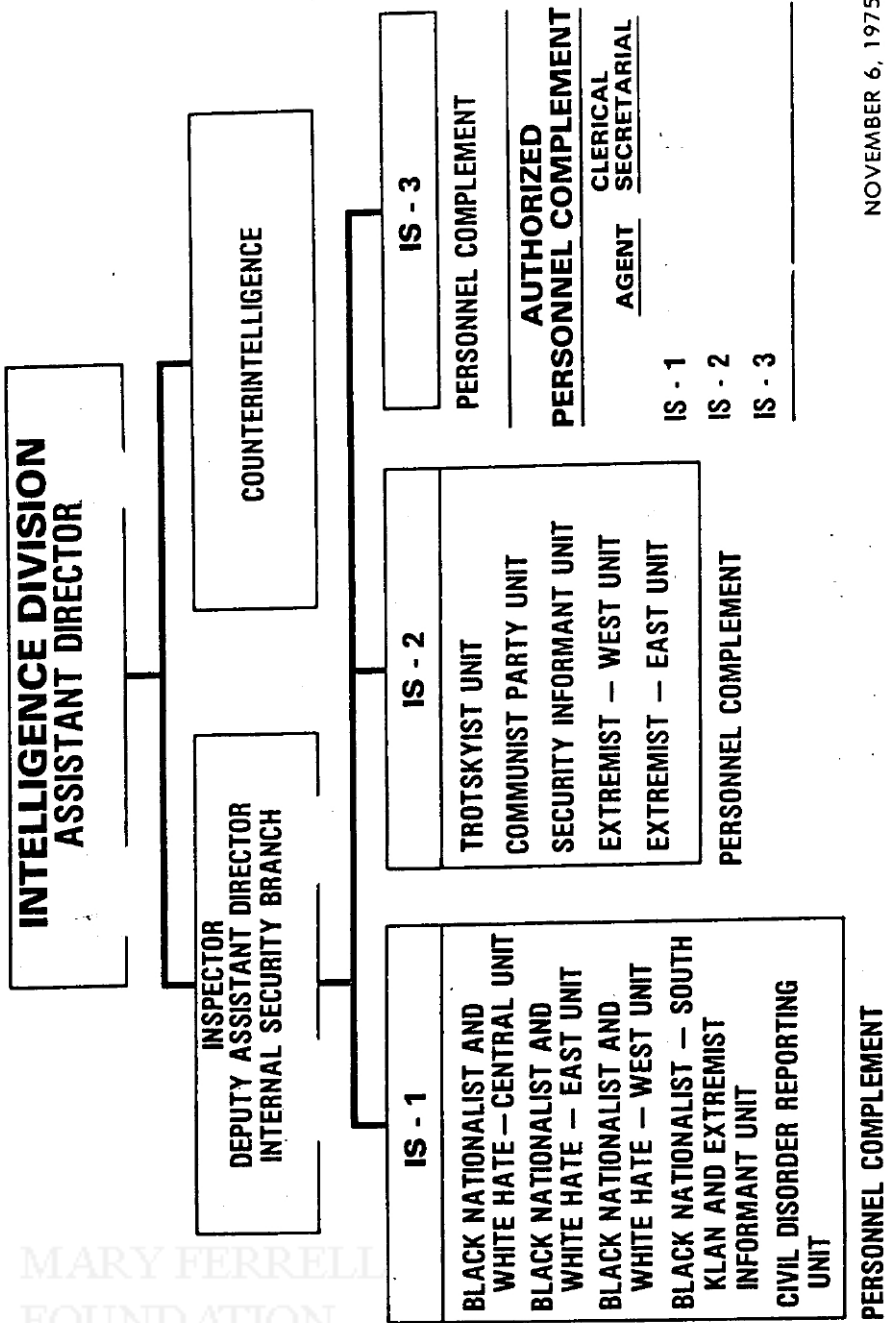 INTELLIGENCE DIVISION
ASSISTANT DIRECTOR
INSPECTOR
DEPUTY ASSISTANT DIRECTOR
INTERNAL SECURITY BRANCH
COUNTERINTELLIGENCE
IS - 1
BLACK NATIONALIST AND
WHITE HATE – CENTRAL UNIT
BLACK NATIONALIST AND
WHITE HATE – EAST UNIT
BLACK NATIONALIST AND
WHITE HATE – WEST UNIT
BLACK NATIONALIST – SOUTH
KLAN AND EXTREMIST
INFORMANT UNIT
CIVIL DISORDER REPORTING
UNIT
PERSONNEL COMPLEMENT
IS - 2
TROTSKYIST UNIT
COMMUNIST PARTY UNIT
SECURITY INFORMANT UNIT
EXTREMIST – WEST UNIT
EXTREMIST – EAST UNIT
PERSONNEL COMPLEMENT
IS - 3
PERSONNEL COMPLEMENT
AUTHORIZED
PERSONNEL COMPLEMENT
AGENT CLERICAL
SECRETARIAL
IS - 1
IS - 2
IS - 3
NOVEMBER 6, 1975
MARY FERRELL
FOUNDATION